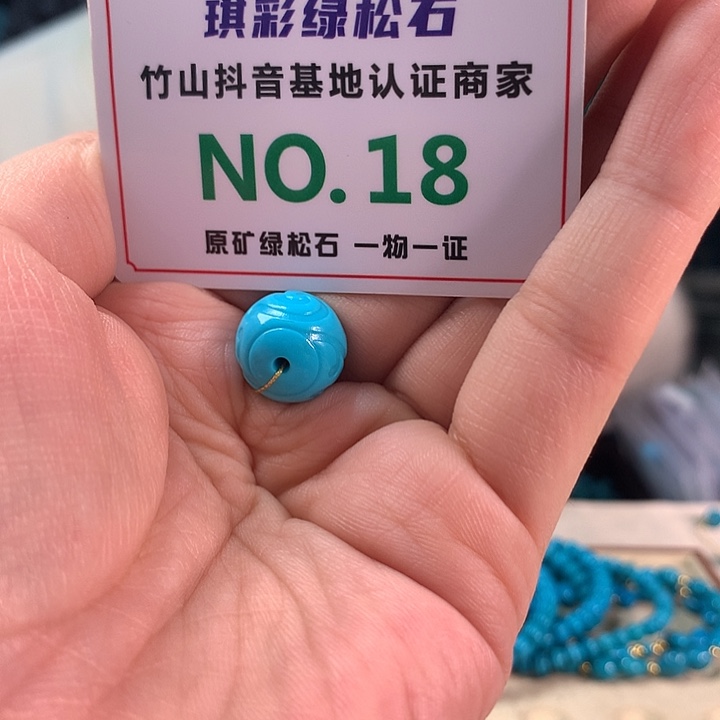 琪彩绿松石
竹山抖音基地认证商家
NO.18
原矿绿松石 一物一证